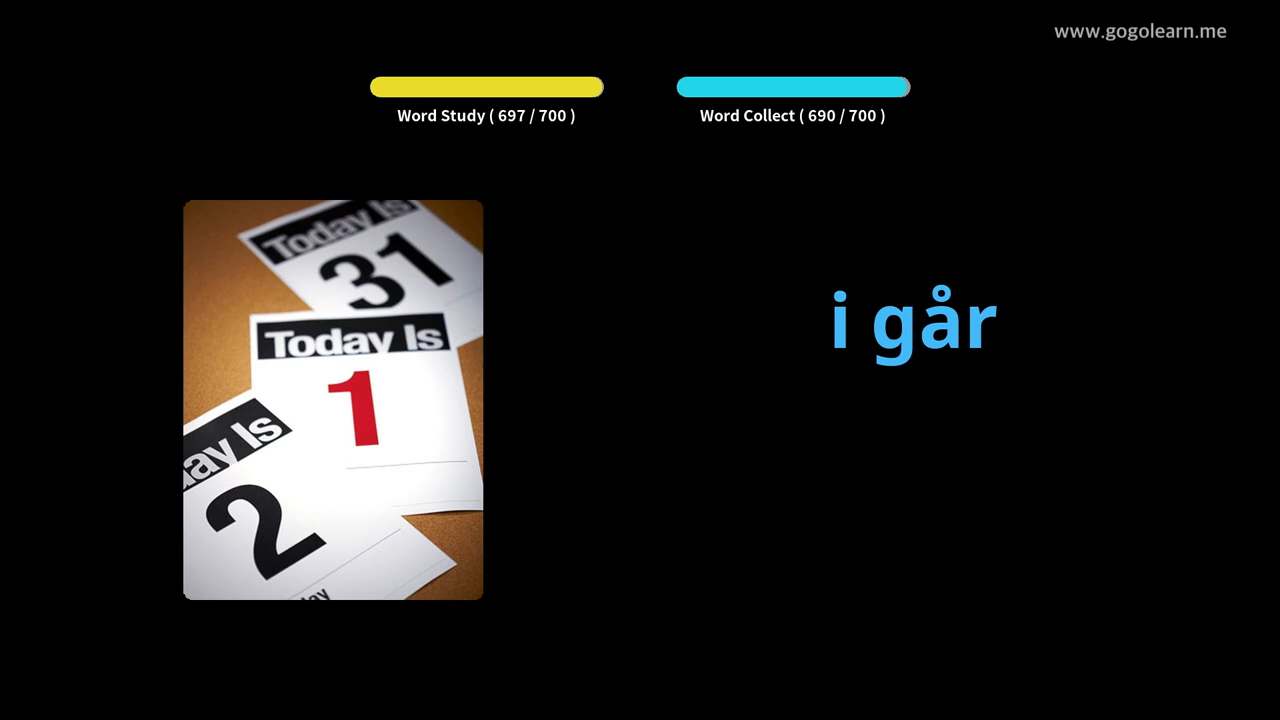 www.gogolearn.me
Word Study ( 697 / 700 )
Word Collect ( 690 / 700 )
Today Is
31
Today Is
1
ay Is
2
i går